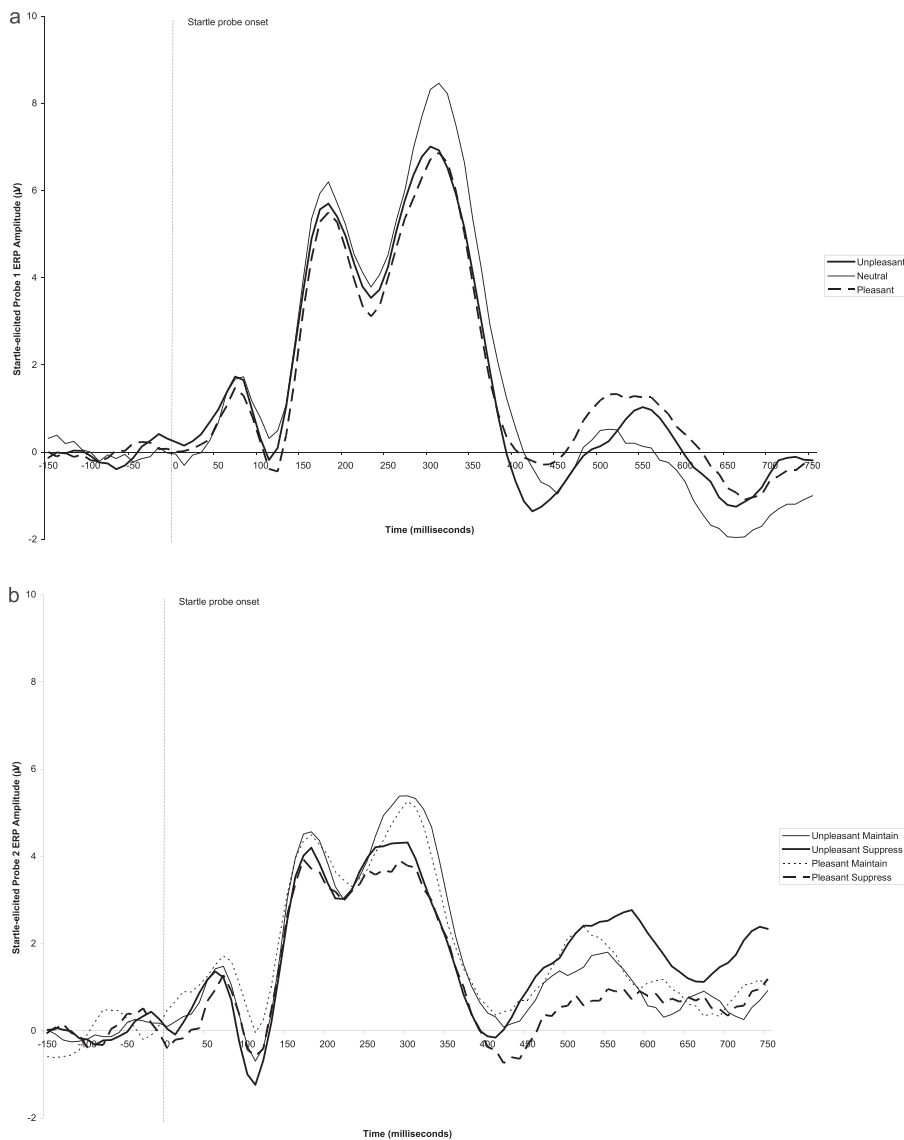 a
Startle probe onset
Startle-elicited Probe 1 ERP Amplitude (µV)
10
8
6
4
2
0
-2
-150 -100 -50 0 50 100 150 200 250 300 350 400 450 500 550 600 650 700 750
Time (milliseconds)
Unpleasant
Neutral
Pleasant
b
Startle probe onset
Startle-elicited Probe 2 ERP Amplitude (µV)
10
8
6
4
2
0
-2
-150 -100 -50 0 50 100 150 200 250 300 350 400 450 500 550 600 650 700 750
Time (milliseconds)
Unpleasant Maintain
Unpleasant Suppress
Pleasant Maintain
Pleasant Suppress